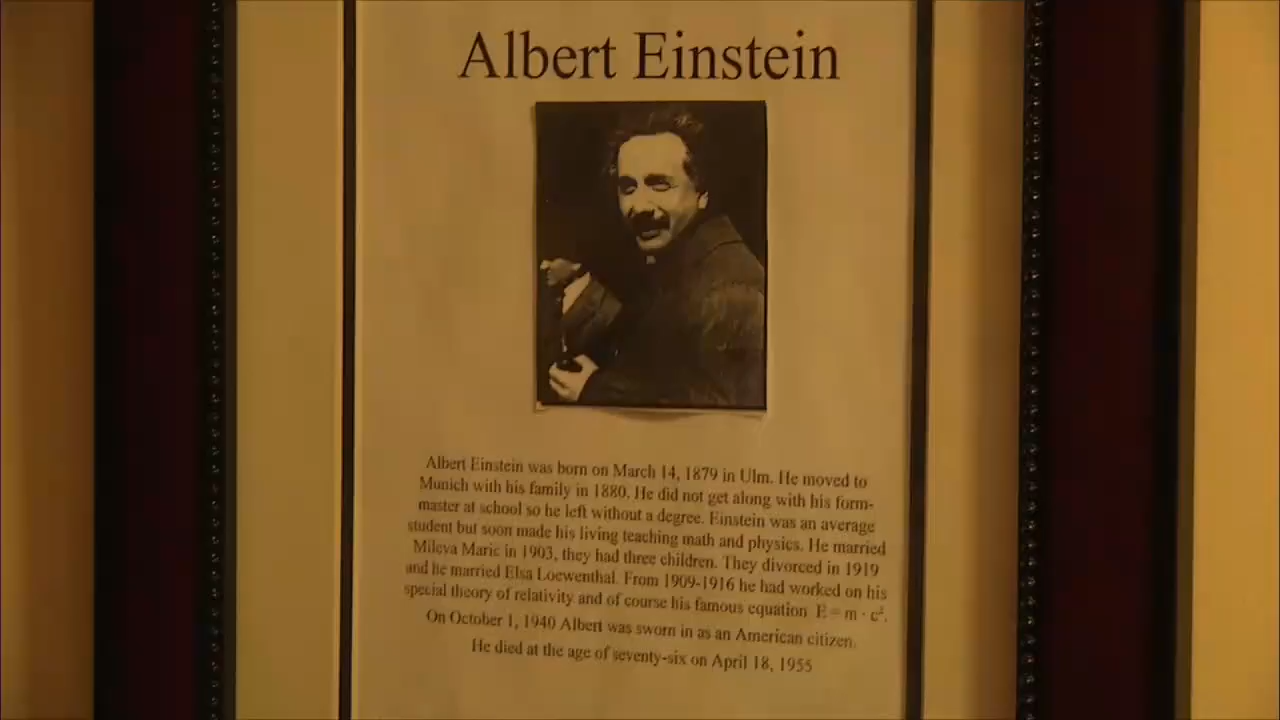 Albert Einstein
Albert Einstein was born on March 14, 1879 in Ulm. He moved to
Munich with his family in 1880. He did not get along with his form-
master at school so he left without a degree. Einstein was an average
student but soon made his living teaching math and physics. He married
Mileva Maric in 1903, they had three children. They divorced in 1919
and he married Elsa Loewenthal. From 1909-1916 he had worked on his
special theory of relativity and of course his famous equation E = m · c².
On October 1, 1940 Albert was sworn in as an American citizen.
He died at the age of seventy-six on April 18, 1955